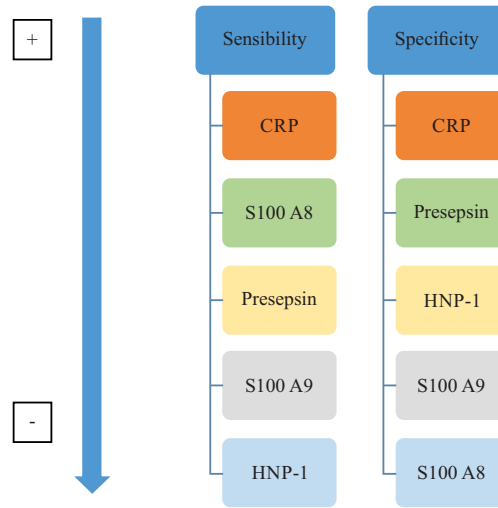 +
Sensibility
Specificity
CRP
CRP
S100 A8
Presepsin
Presepsin
HNP-1
S100 A9
S100 A9
-
HNP-1
S100 A8